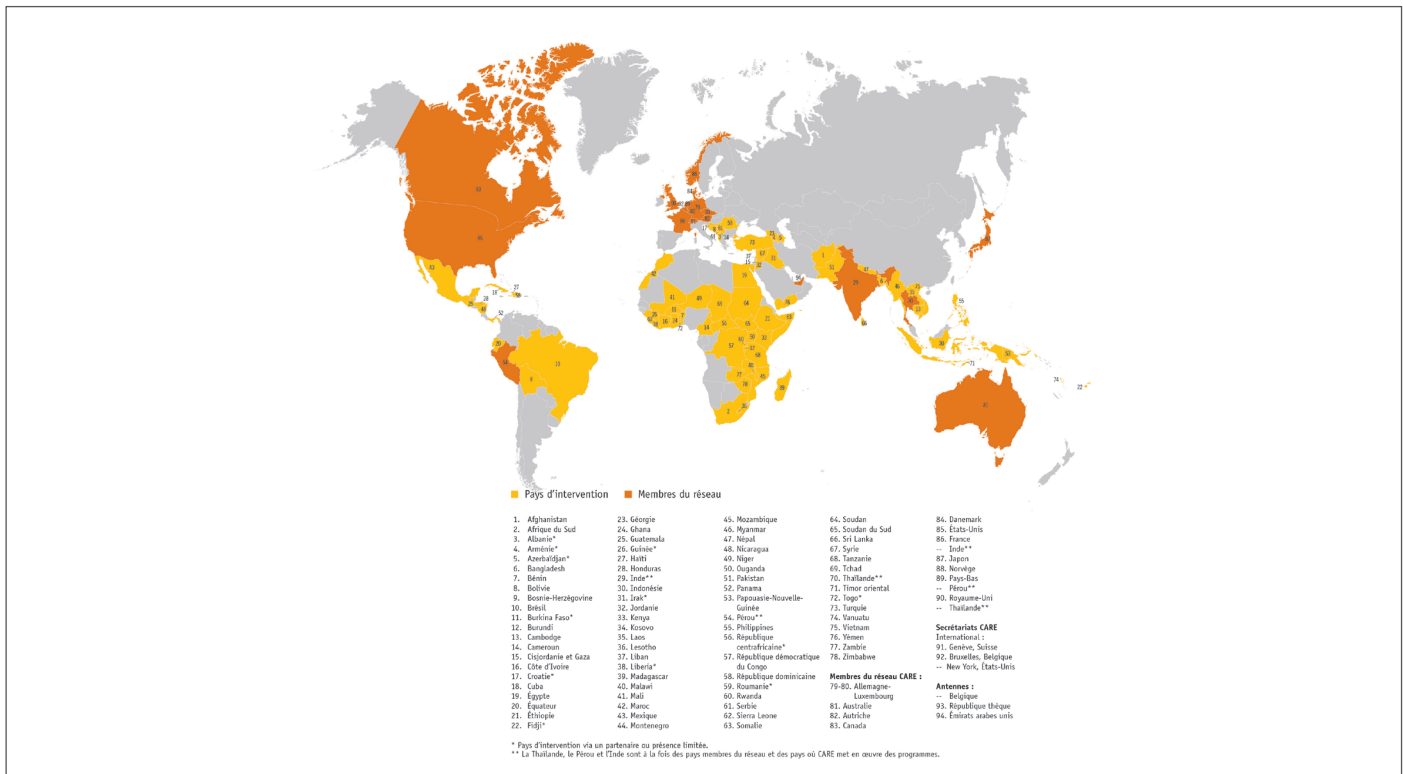 Pays d'intervention
Membres du réseau
1. Afghanistan
2. Afrique du Sud
3. Albanie*
4. Arménie*
5. Azerbaïdjan*
6. Bangladesh
7. Bénin
8. Bolivie
9. Bosnie-Herzégovine
10. Brésil
11. Burkina Faso*
12. Burundi
13. Cambodge
14. Cameroun
15. Cisjordanie et Gaza
16. Côte d'Ivoire
17. Croatie*
18. Cuba
19. Égypte
20. Équateur
21. Éthiopie
22. Fidji*
23. Géorgie
24. Ghana
25. Guatemala
26. Guinée*
27. Haïti
28. Honduras
29. Inde**
30. Indonésie
31. Irak*
32. Jordanie
33. Kenya
34. Kosovo
35. Laos
36. Lesotho
37. Liban
38. Liberia*
39. Madagascar
40. Malawi
41. Mali
42. Maroc
43. Mexique
44. Montenegro
45. Mozambique
46. Myanmar
47. Népal
48. Nicaragua
49. Niger
50. Ouganda
51. Pakistan
52. Panama
53. Papouasie-Nouvelle-
Guinée
54. Pérou**
55. Philippines
56. République
centrafricaine*
57. République démocratique
du Congo
58. République dominicaine
59. Roumanie*
60. Rwanda
61. Serbie
62. Sierra Leone
63. Somalie
64. Soudan
65. Soudan du Sud
66. Sri Lanka
67. Syrie
68. Tanzanie
69. Tchad
70. Thaïlande**
71. Timor oriental
72. Togo*
73. Turquie
74. Vanuatu
75. Vietnam
76. Yémen
77. Zambie
78. Zimbabwe
Membres du réseau CARE :
79-80. Allemagne-
Luxembourg
81. Australie
82. Autriche
83. Canada
84. Danemark
85. États-Unis
86. France
-- Inde**
87. Japon
88. Norvège
89. Pays-Bas
-- Pérou**
90. Royaume-Uni
-- Thaïlande**
Secrétariats CARE
International :
91. Genève, Suisse
92. Bruxelles, Belgique
-- New York, États-Unis
Antennes :
-- Belgique
93. République thèque
94. Émirats arabes unis
* Pays d'intervention via un partenaire ou présence limitée.
** La Thaïlande, le Pérou et l'Inde sont à la fois des pays membres du réseau et des pays où CARE met en œuvre des programmes.